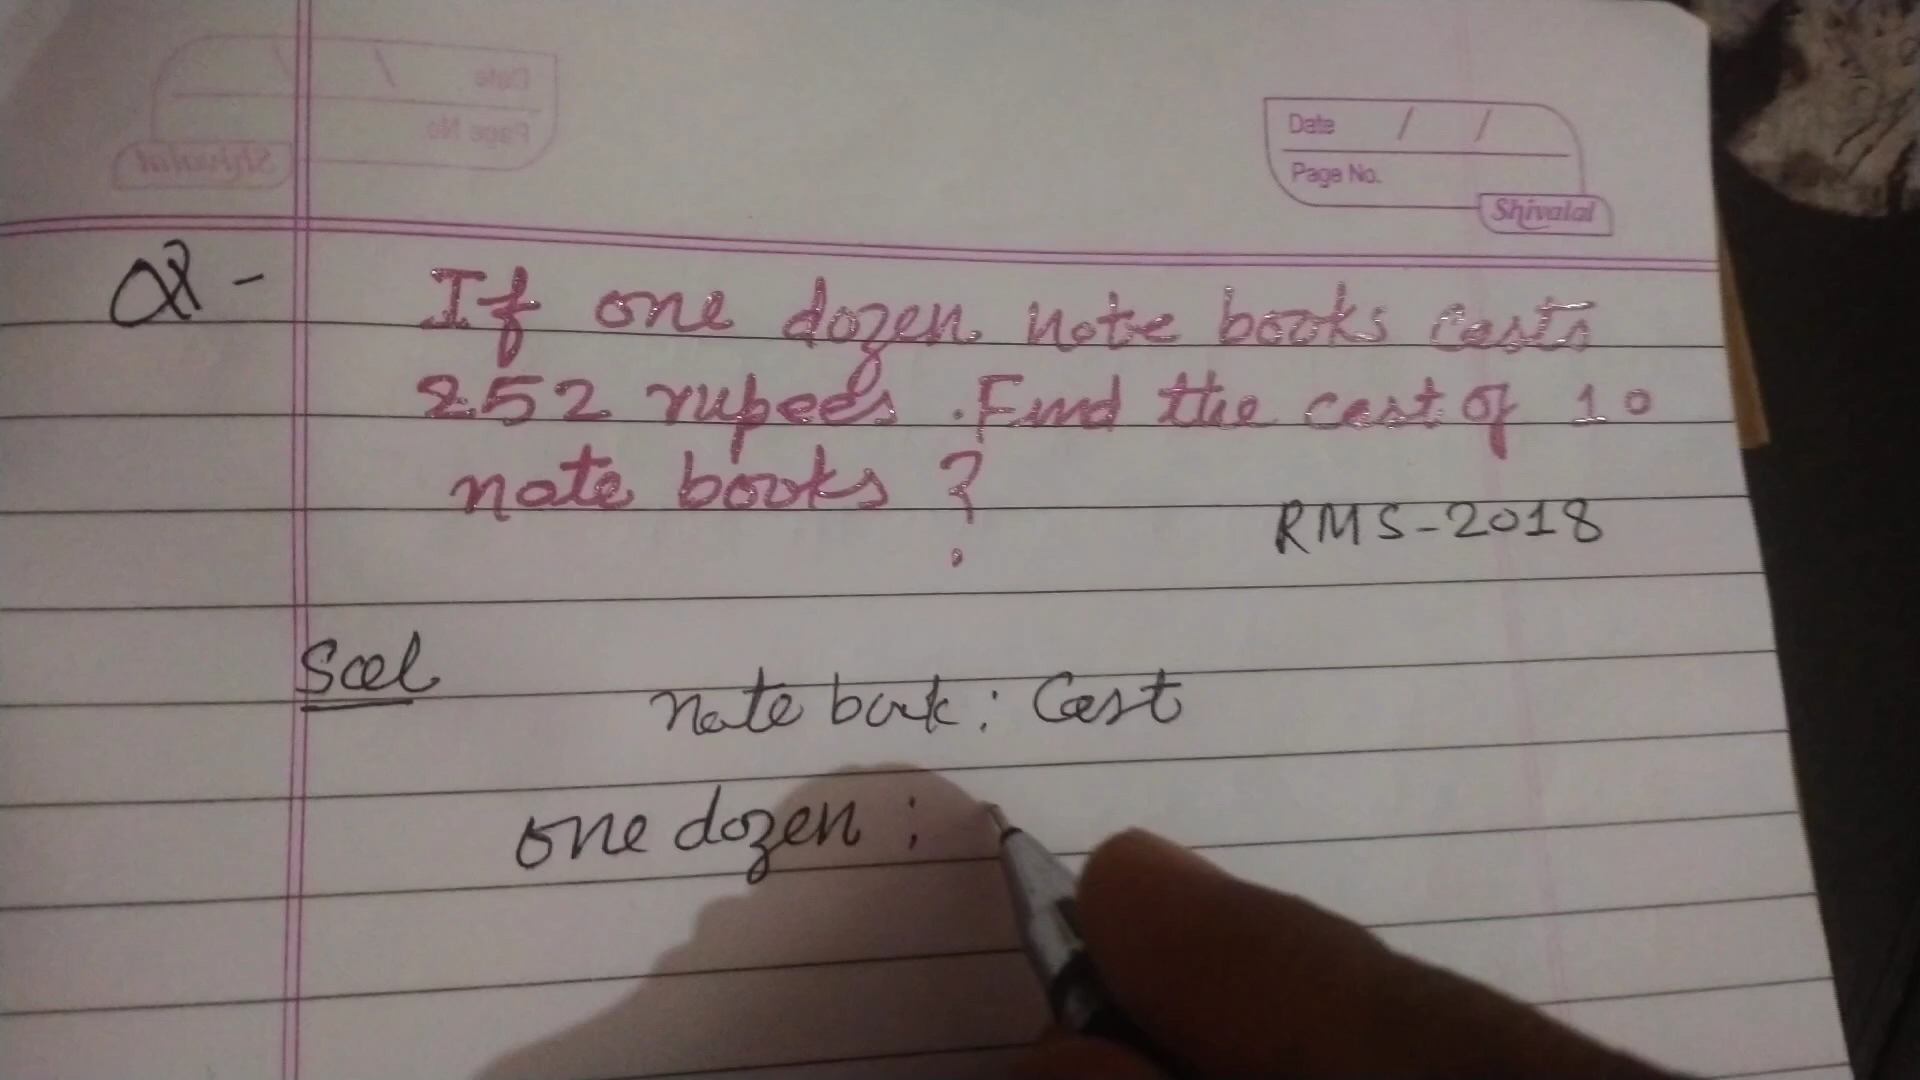 Date / /
Page No.
Shivalal
Q -
If one dozen note books costs
252 rupees. Find the cost of 10
note books ?
RMS-2018
Sol
Note book : Cost
one dozen :